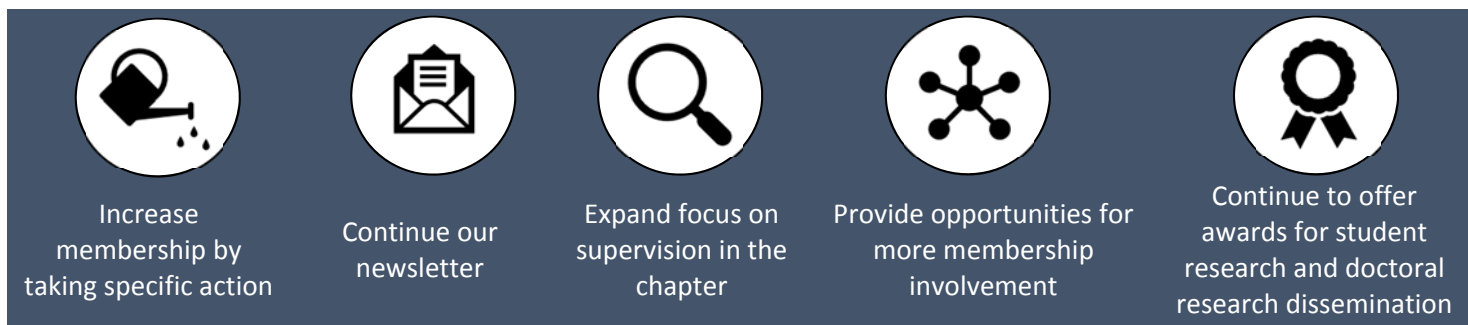 Increase
membership by
taking specific action
Continue our
newsletter
Expand focus on
supervision in the
chapter
Provide opportunities for
more membership
involvement
Continue to offer
awards for student
research and doctoral
research dissemination